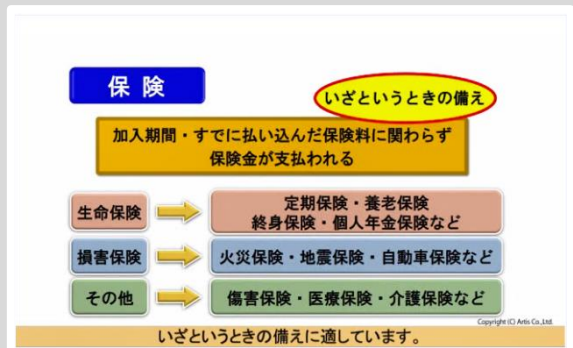 保険
いざというときの備え
加入期間・すでに払い込んだ保険料に関わらず
保険金が支払われる
生命保険
定期保険・養老保険
終身保険・個人年金保険など
損害保険
火災保険・地震保険・自動車保険など
その他
傷害保険・医療保険・介護保険など
Copyright (C) Artis Co.,Ltd.
いざというときの備えに適しています。